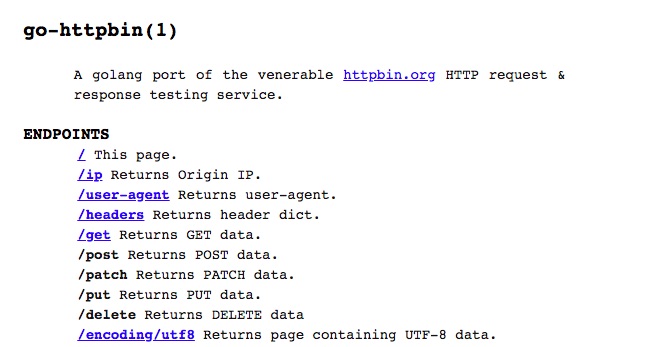 go-httpbin(1)
A golang port of the venerable httpbin.org HTTP request &
response testing service.
ENDPOINTS
/ This page.
/ip Returns Origin IP.
/user-agent Returns user-agent.
/headers Returns header dict.
/get Returns GET data.
/post Returns POST data.
/patch Returns PATCH data.
/put Returns PUT data.
/delete Returns DELETE data
/encoding/utf8 Returns page containing UTF-8 data.